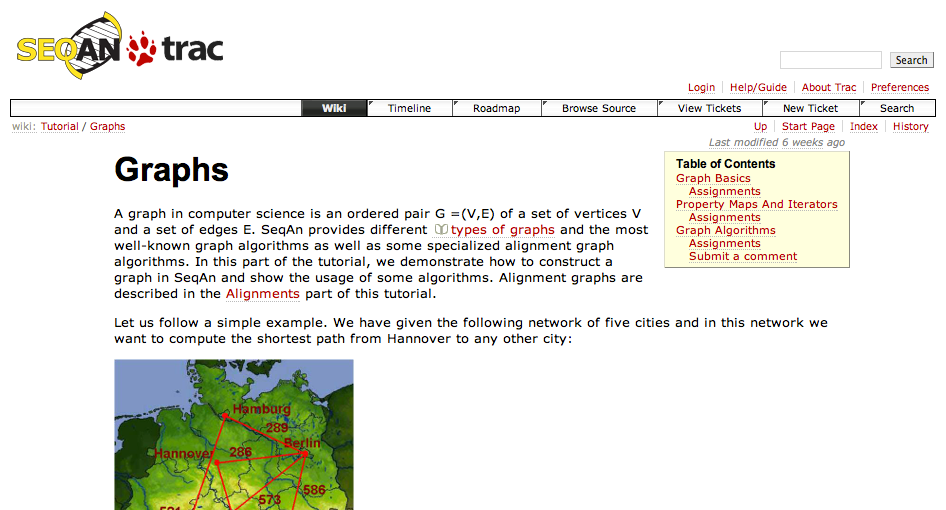 SEQAN trac
Search
Login Help/Guide About Trac Preferences
Wiki Timeline Roadmap Browse Source View Tickets New Ticket Search
wiki: Tutorial / Graphs
Up Start Page Index History
Last modified 6 weeks ago
Graphs
Table of Contents
Graph Basics
Assignments
Property Maps And Iterators
Assignments
Graph Algorithms
Assignments
Submit a comment
A graph in computer science is an ordered pair G =(V,E) of a set of vertices V
and a set of edges E. SeqAn provides different types of graphs and the most
well-known graph algorithms as well as some specialized alignment graph
algorithms. In this part of the tutorial, we demonstrate how to construct a
graph in SeqAn and show the usage of some algorithms. Alignment graphs are
described in the Alignments part of this tutorial.
Let us follow a simple example. We have given the following network of five cities and in this network we
want to compute the shortest path from Hannover to any other city:
Hamburg
289
Berlin
Hannover 286
586
573